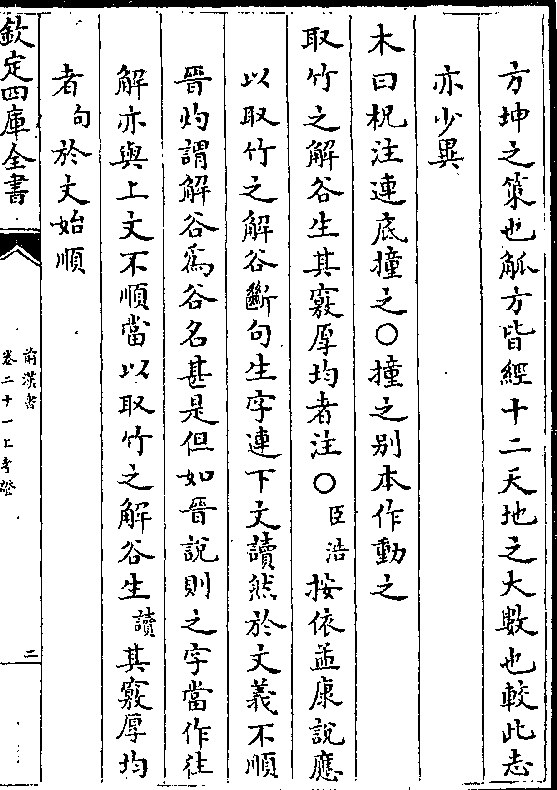 方坤之策也觚方皆經十二天地之大數也較此志
亦少異
木曰柷注連底撞之○撞之别本作動之
取竹之解谷生其竅厚均者注○臣浩按依孟康說應
以取竹之解谷斷句生字連下文讀然於文義不順
晉灼謂解谷爲谷名甚是但如晉說則之字當作往
解亦與上文不順當以取竹之解谷生讀其竅厚均
者句於文始順
欽定四庫全書
前漢書
卷二十一上考證
二